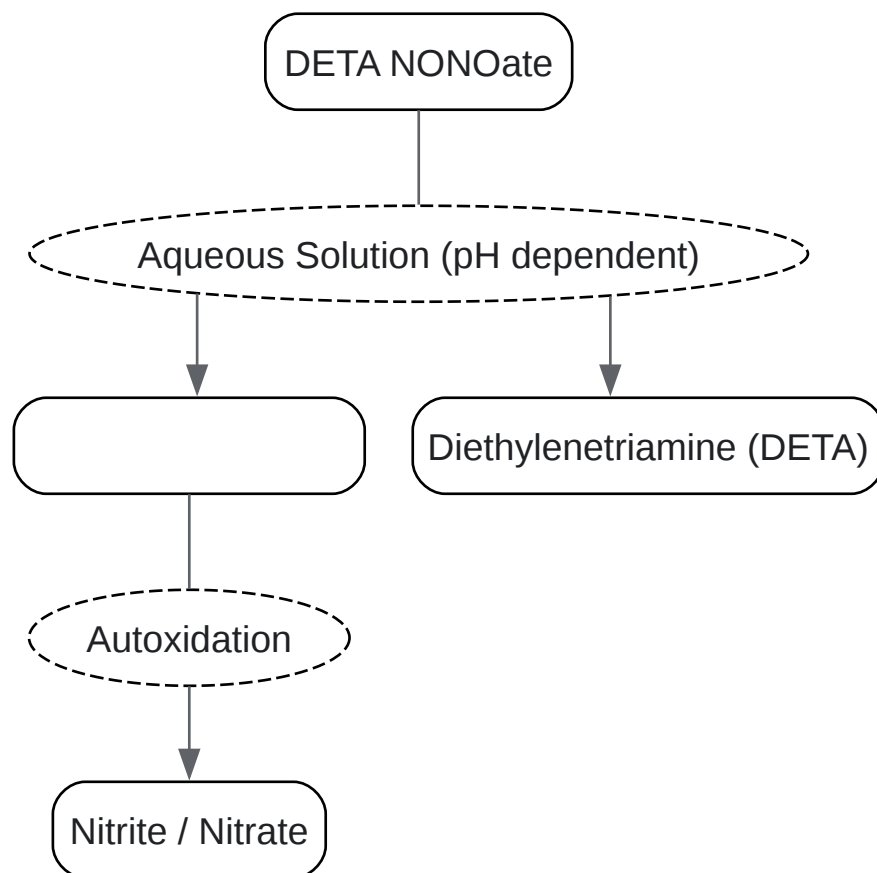 DETA NONOate
Aqueous Solution (pH dependent)
Diethylenetriamine (DETA)
Autoxidation
Nitrite / Nitrate